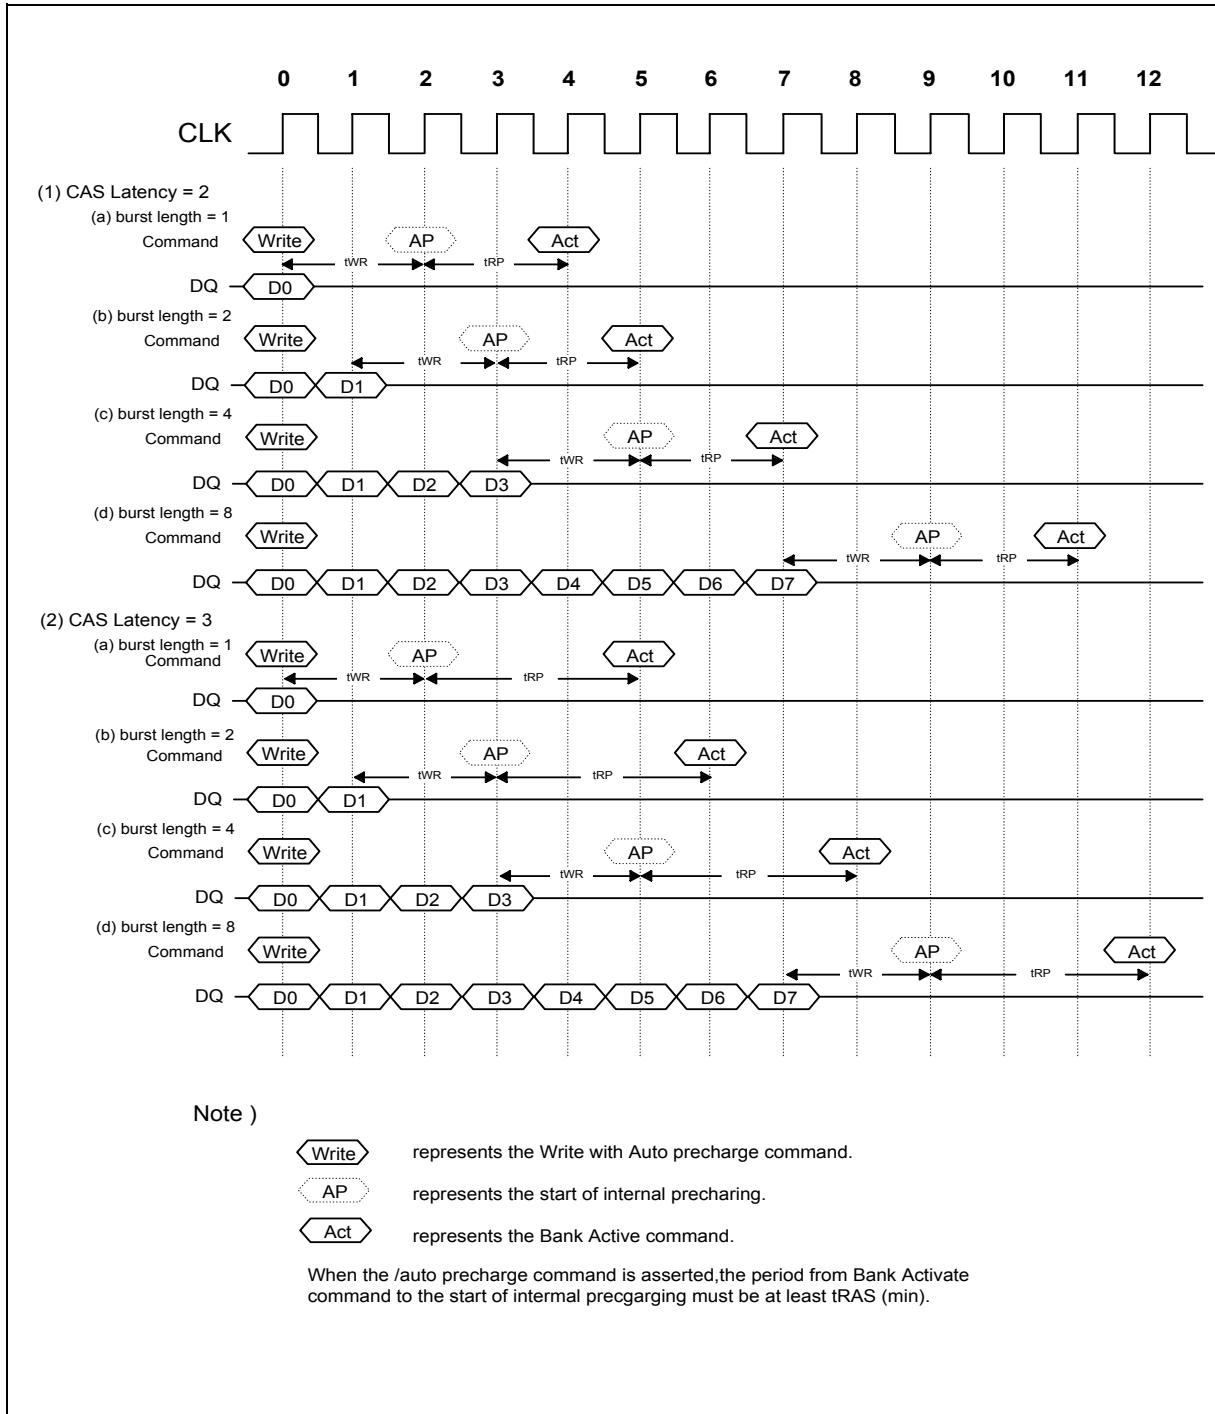 0 1 2 3 4 5 6 7 8 9 10 11 12
CLK
(1) CAS Latency = 2
(a) burst length = 1
Command Write AP Act
tWR tRP
DQ D0
(b) burst length = 2
Command Write AP Act
tWR tRP
DQ D0 D1
(c) burst length = 4
Command Write AP Act
tWR tRP
DQ D0 D1 D2 D3
(d) burst length = 8
Command Write AP Act
tWR tRP
DQ D0 D1 D2 D3 D4 D5 D6 D7
(2) CAS Latency = 3
(a) burst length = 1
Command Write AP Act
tWR tRP
DQ D0
(b) burst length = 2
Command Write AP Act
tWR tRP
DQ D0 D1
(c) burst length = 4
Command Write AP Act
tWR tRP
DQ D0 D1 D2 D3
(d) burst length = 8
Command Write AP Act
tWR tRP
DQ D0 D1 D2 D3 D4 D5 D6 D7
Note )
Write represents the Write with Auto precharge command.
AP represents the start of internal precharing.
Act represents the Bank Active command.
When the /auto precharge command is asserted,the period from Bank Activate
command to the start of intermal precgarging must be at least tRAS (min).